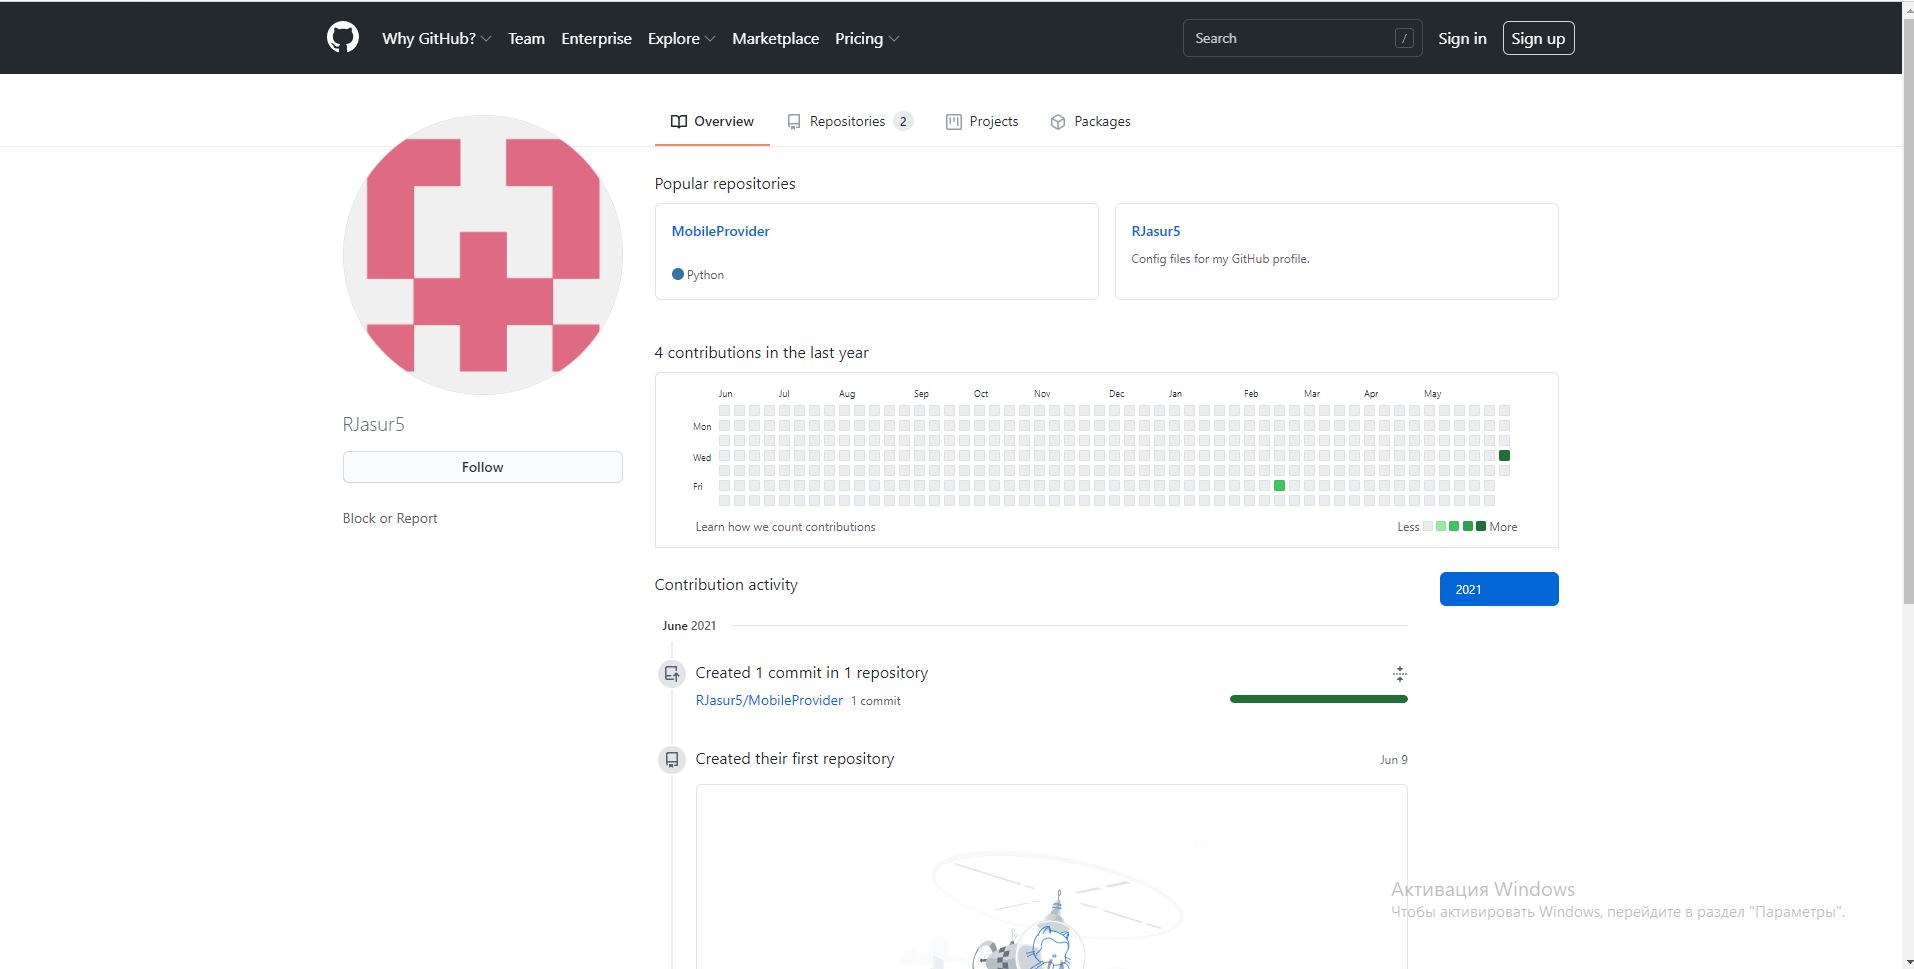 Why GitHub? Team Enterprise Explore Marketplace Pricing Search / Sign in Sign up
Overview Repositories 2 Projects Packages
Popular repositories
MobileProvider
Python
RJasur5
Config files for my GitHub profile.
4 contributions in the last year
Jun Jul Aug Sep Oct Nov Dec Jan Feb Mar Apr May
Mon
Wed
Fri
Learn how we count contributions
Less More
RJasur5
Follow
Block or Report
Contribution activity
2021
June 2021
Created 1 commit in 1 repository
RJasur5/MobileProvider 1 commit
Created their first repository Jun 9
Активация Windows
Чтобы активировать Windows, перейдите в раздел "Параметры".